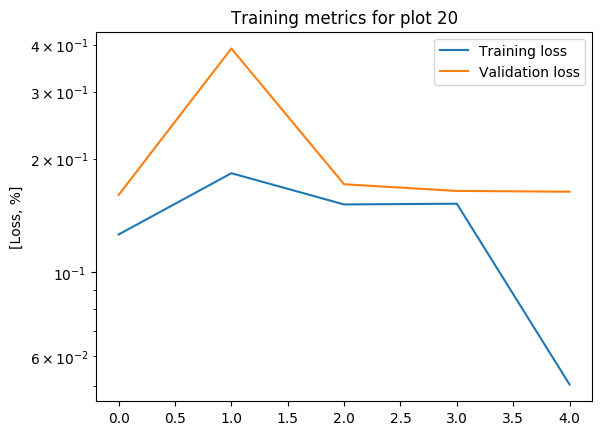 Training metrics for plot 20
Training loss
Validation loss
[Loss, %]
4 × 10⁻¹
3 × 10⁻¹
2 × 10⁻¹
10⁻¹
6 × 10⁻²
0.0 0.5 1.0 1.5 2.0 2.5 3.0 3.5 4.0